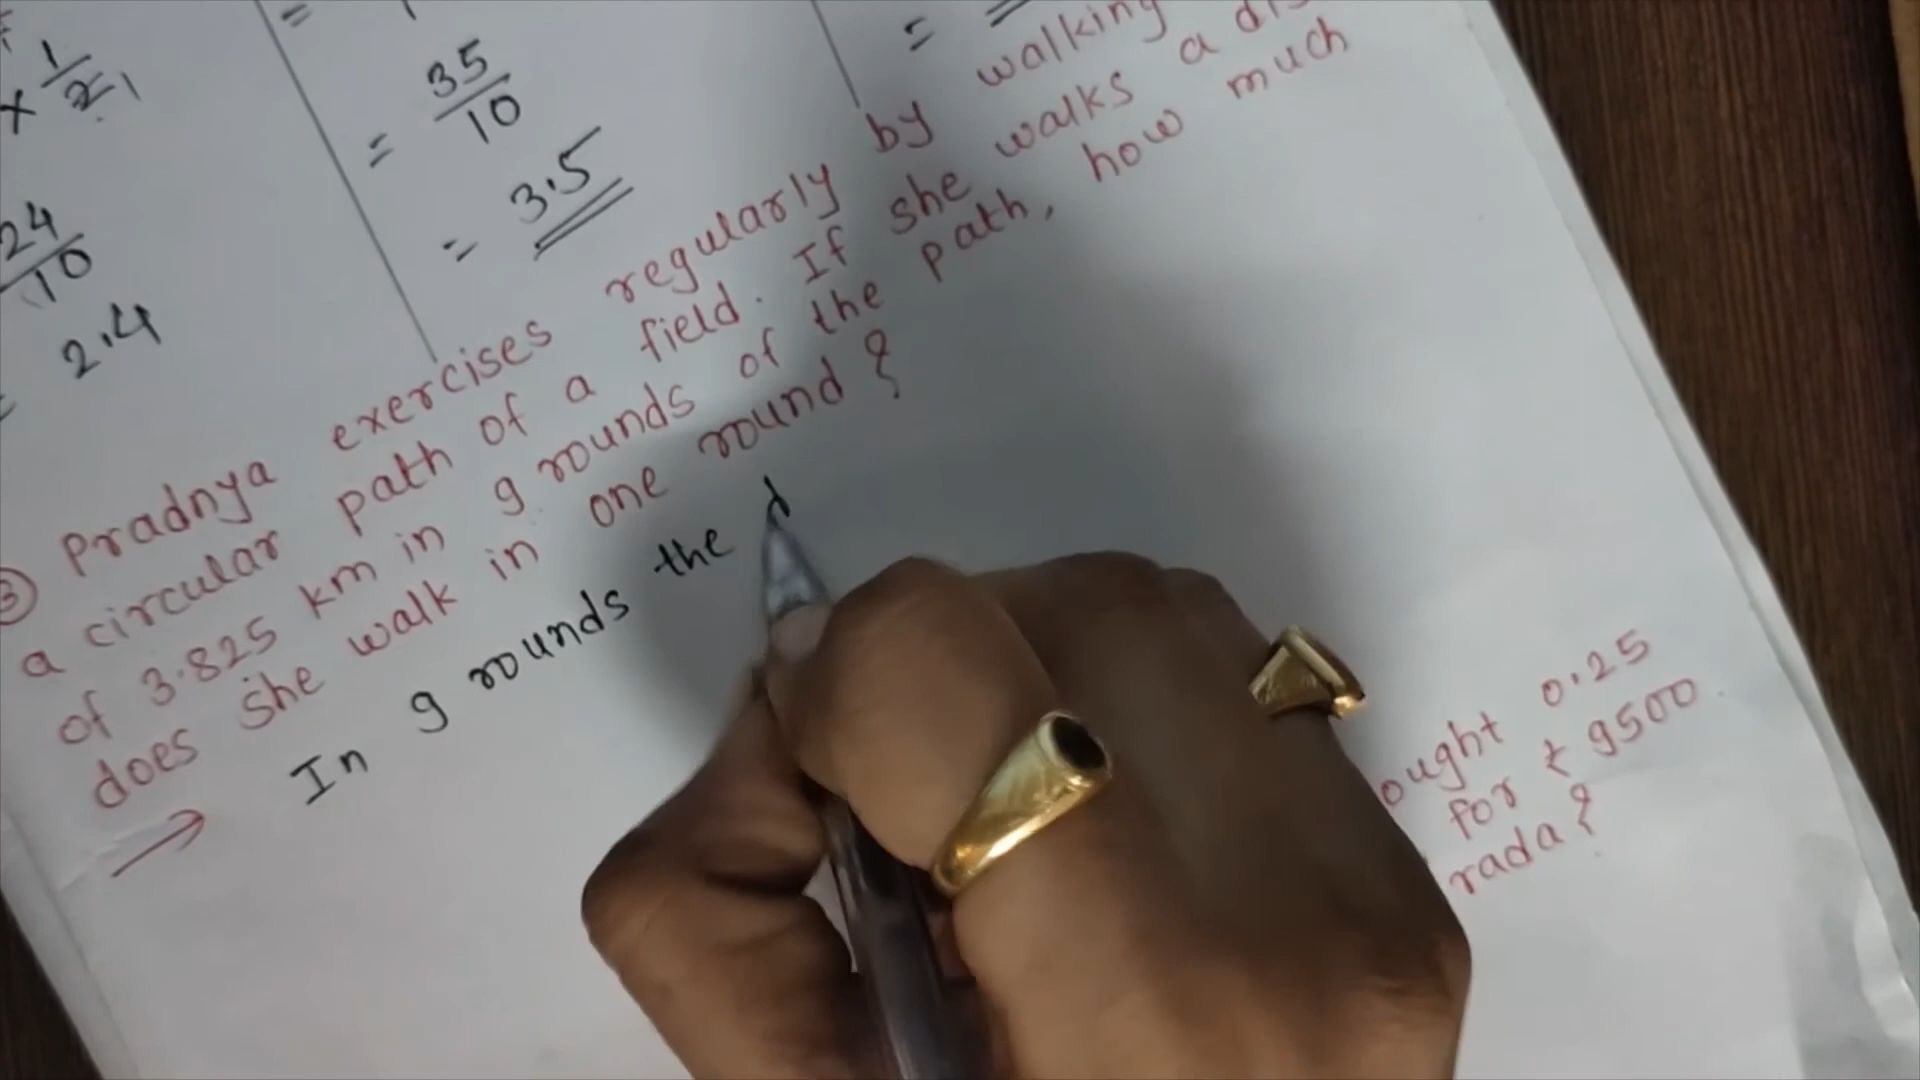 × 1/2 1
24/10
2.4
=
= 35/10
= 3.5
=
Pradnya exercises regularly by walking
a circular path of a field. If she walks a
of 3.825 km in 9 rounds of the path, how much
does she walk in one round?
⇒ In 9 rounds the
ought 0.25
for ₹ 9500
rada?